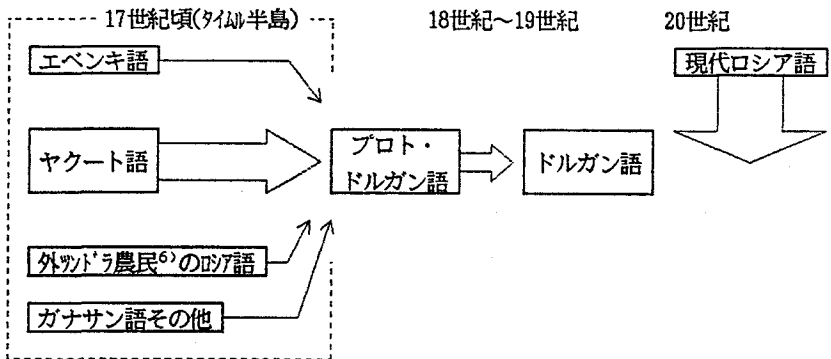 17世紀頃(ﾀｲﾑﾙ半島)
18世紀〜19世紀
20世紀
エベンキ語
現代ロシア語
ヤクート語
プロト・
ドルガン語
ドルガン語
外ﾂﾝﾄﾞﾗ農民⁶⁾のﾛｼｱ語
ガナサン語その他